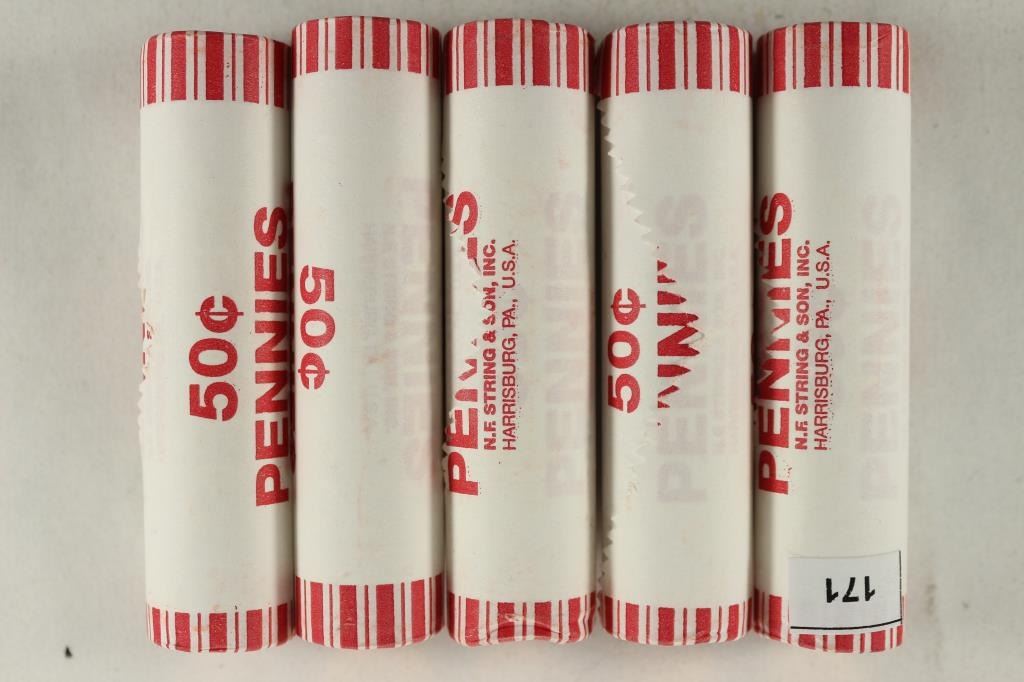 50¢
PENNIES
50¢
PENNIES
N.F. STRING & SON, INC.
HARRISBURG, PA., U.S.A.
50¢
PENNIES
N.F. STRING & SON, INC.
HARRISBURG, PA., U.S.A.
171